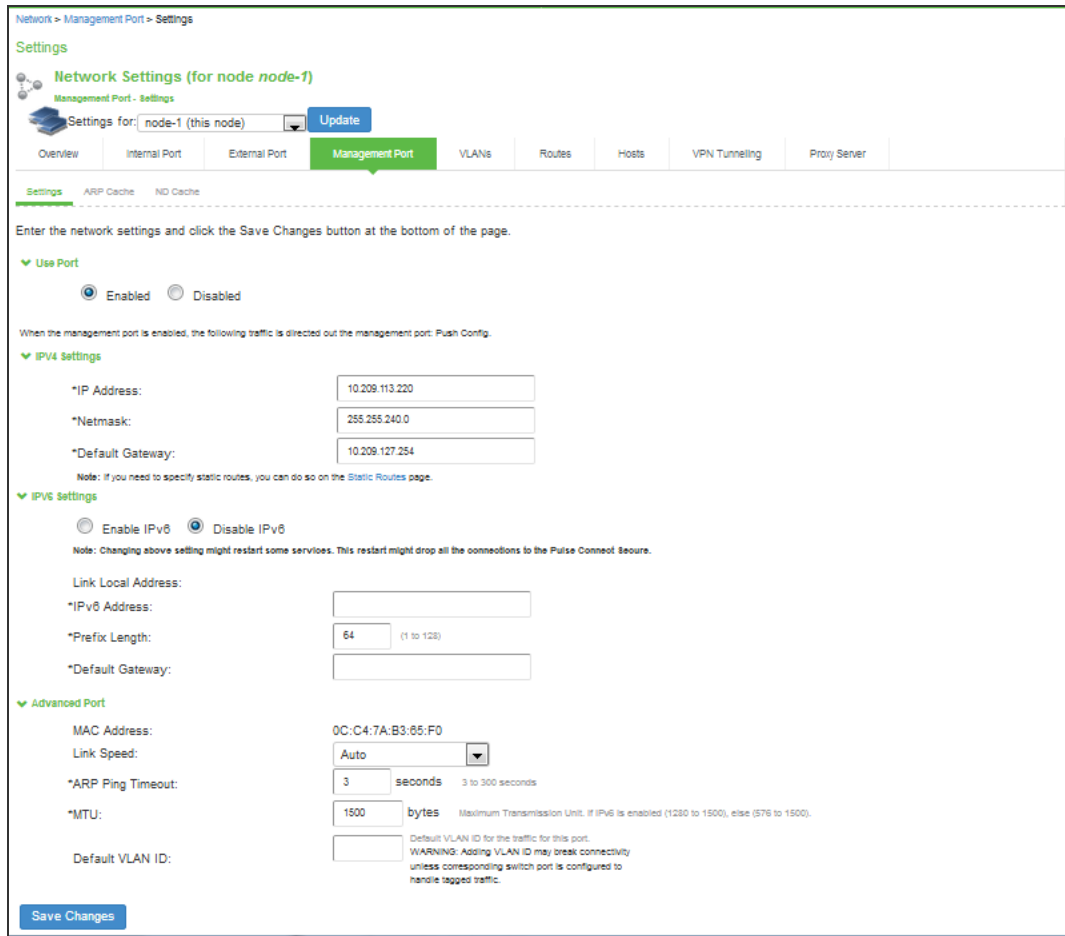 Network > Management Port > Settings
Settings
Network Settings (for node node-1)
Management Port - Settings
Settings for: node-1 (this node) Update
Overview Internal Port External Port Management Port VLANs Routes Hosts VPN Tunneling Proxy Server
Settings ARP Cache ND Cache
Enter the network settings and click the Save Changes button at the bottom of the page.
Use Port
Enabled Disabled
When the management port is enabled, the following traffic is directed out the management port: Push Config.
IPV4 Settings
*IP Address: 10.209.113.220
*Netmask: 255.255.240.0
*Default Gateway: 10.209.127.254
Note: If you need to specify static routes, you can do so on the Static Routes page.
IPV6 Settings
Enable IPv6 Disable IPv6
Note: Changing above setting might restart some services. This restart might drop all the connections to the Pulse Connect Secure.
Link Local Address:
*IPv6 Address:
*Prefix Length: 64 (1 to 128)
*Default Gateway:
Advanced Port
MAC Address: 0C:C4:7A:B3:65:F0
Link Speed: Auto
*ARP Ping Timeout: 3 seconds 3 to 300 seconds
*MTU: 1500 bytes Maximum Transmission Unit. If IPv6 is enabled (1280 to 1500), else (576 to 1500).
Default VLAN ID: Default VLAN ID for the traffic for this port.
WARNING: Adding VLAN ID may break connectivity
unless corresponding switch port is configured to
handle tagged traffic.
Save Changes